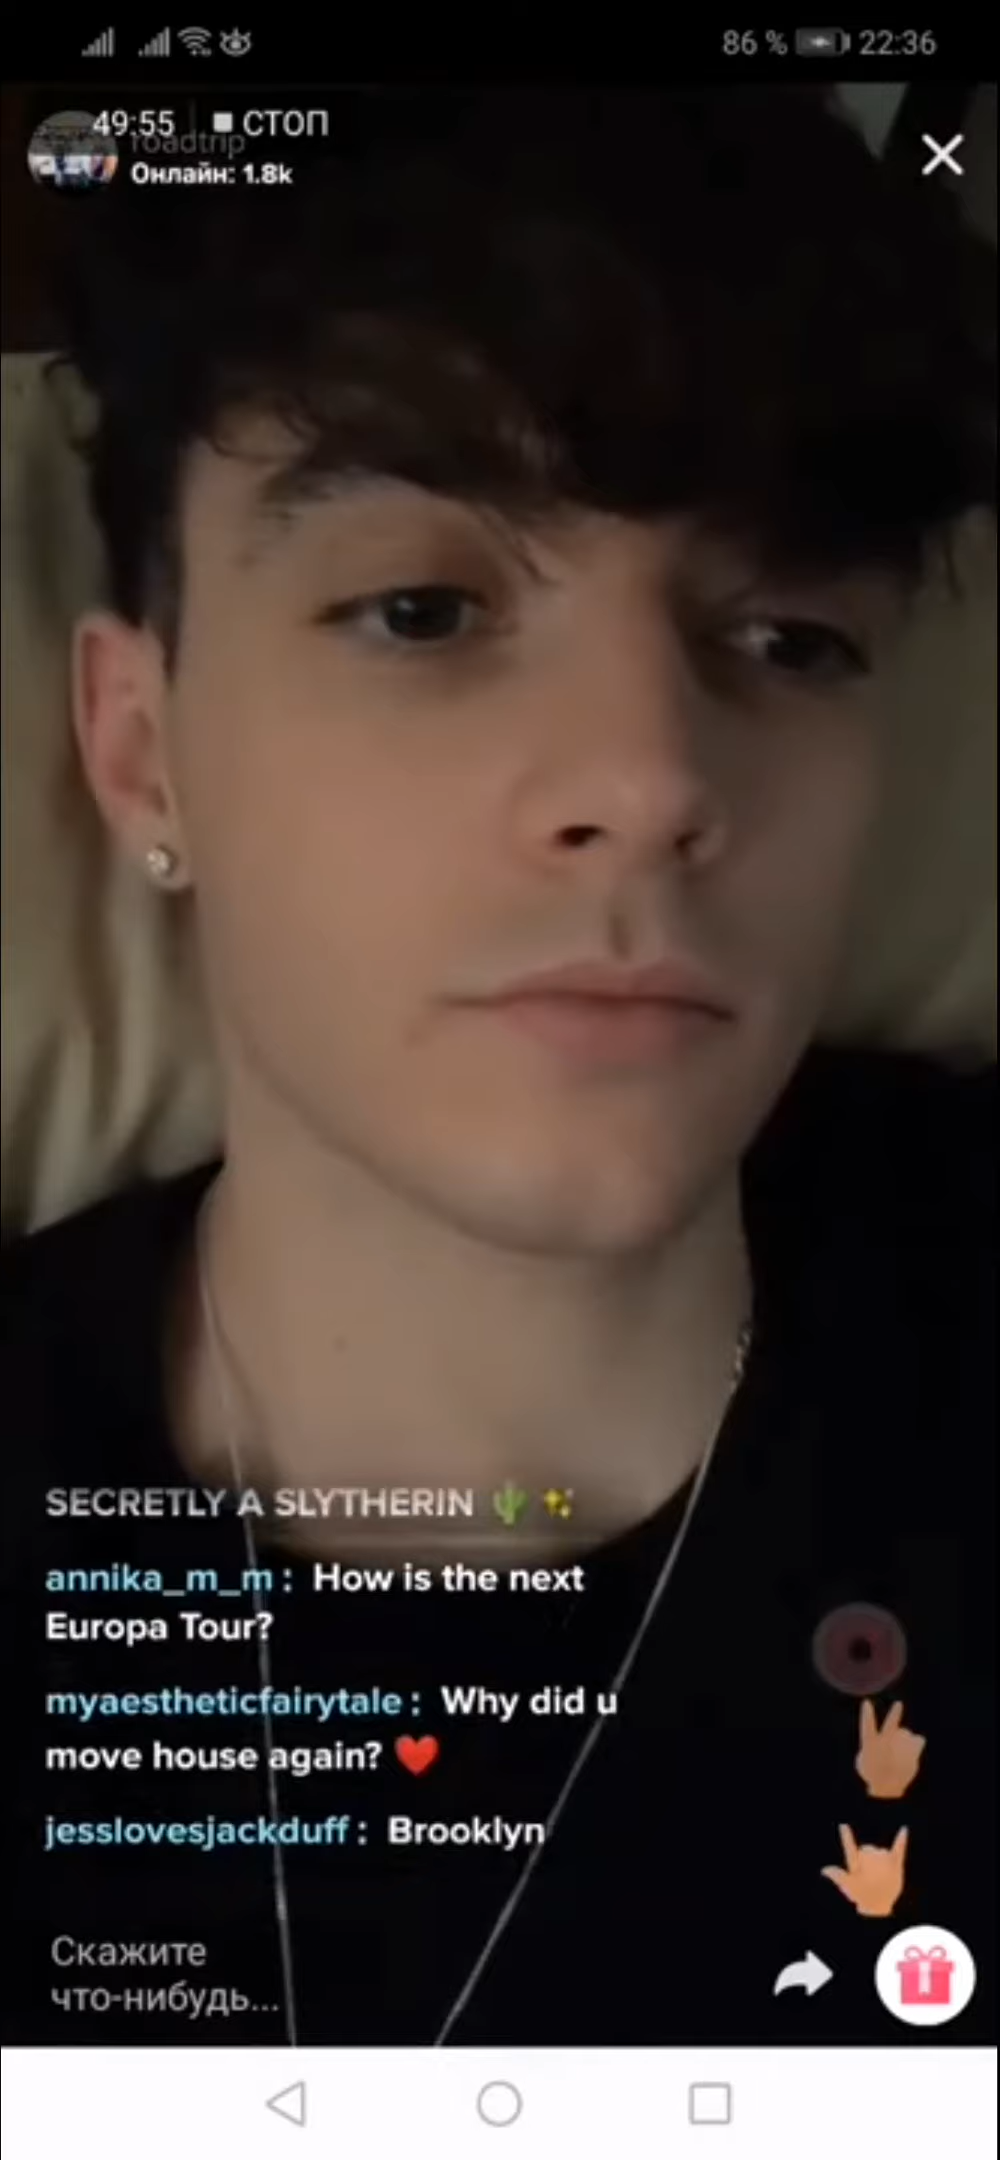 86 % 22:36
49:55 СТОП
roadtrip
Онлайн: 1.8k
SECRETLY A SLYTHERIN 🌵✨
annika_m_m : How is the next
Europa Tour?
myaestheticfairytale : Why did u
move house again? ❤️
jesslovesjackduff : Brooklyn
Скажите
что-нибудь...